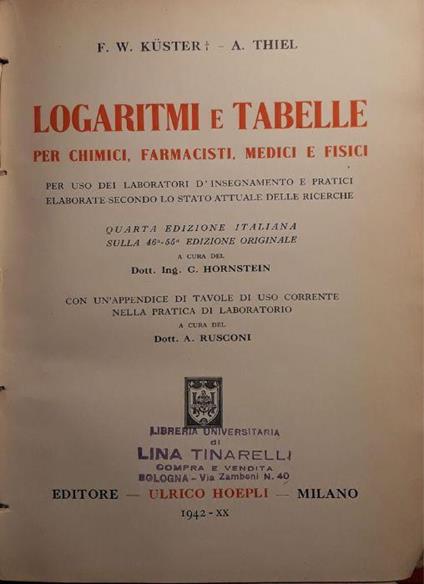 F. W. KÜSTER† - A. THIEL
LOGARITMI E TABELLE
PER CHIMICI, FARMACISTI, MEDICI E FISICI
PER USO DEI LABORATORI D'INSEGNAMENTO E PRATICI
ELABORATE SECONDO LO STATO ATTUALE DELLE RICERCHE
QUARTA EDIZIONE ITALIANA
SULLA 46ª-55ª EDIZIONE ORIGINALE
A CURA DEL
Dott. Ing. C. HORNSTEIN
CON UN'APPENDICE DI TAVOLE DI USO CORRENTE
NELLA PRATICA DI LABORATORIO
A CURA DEL
Dott. A. RUSCONI
LIBRERIA UNIVERSITARIA
di
LINA TINARELLI
COMPRA E VENDITA
BOLOGNA - Via Zamboni N. 40
EDITORE — ULRICO HOEPLI — MILANO
1942-XX